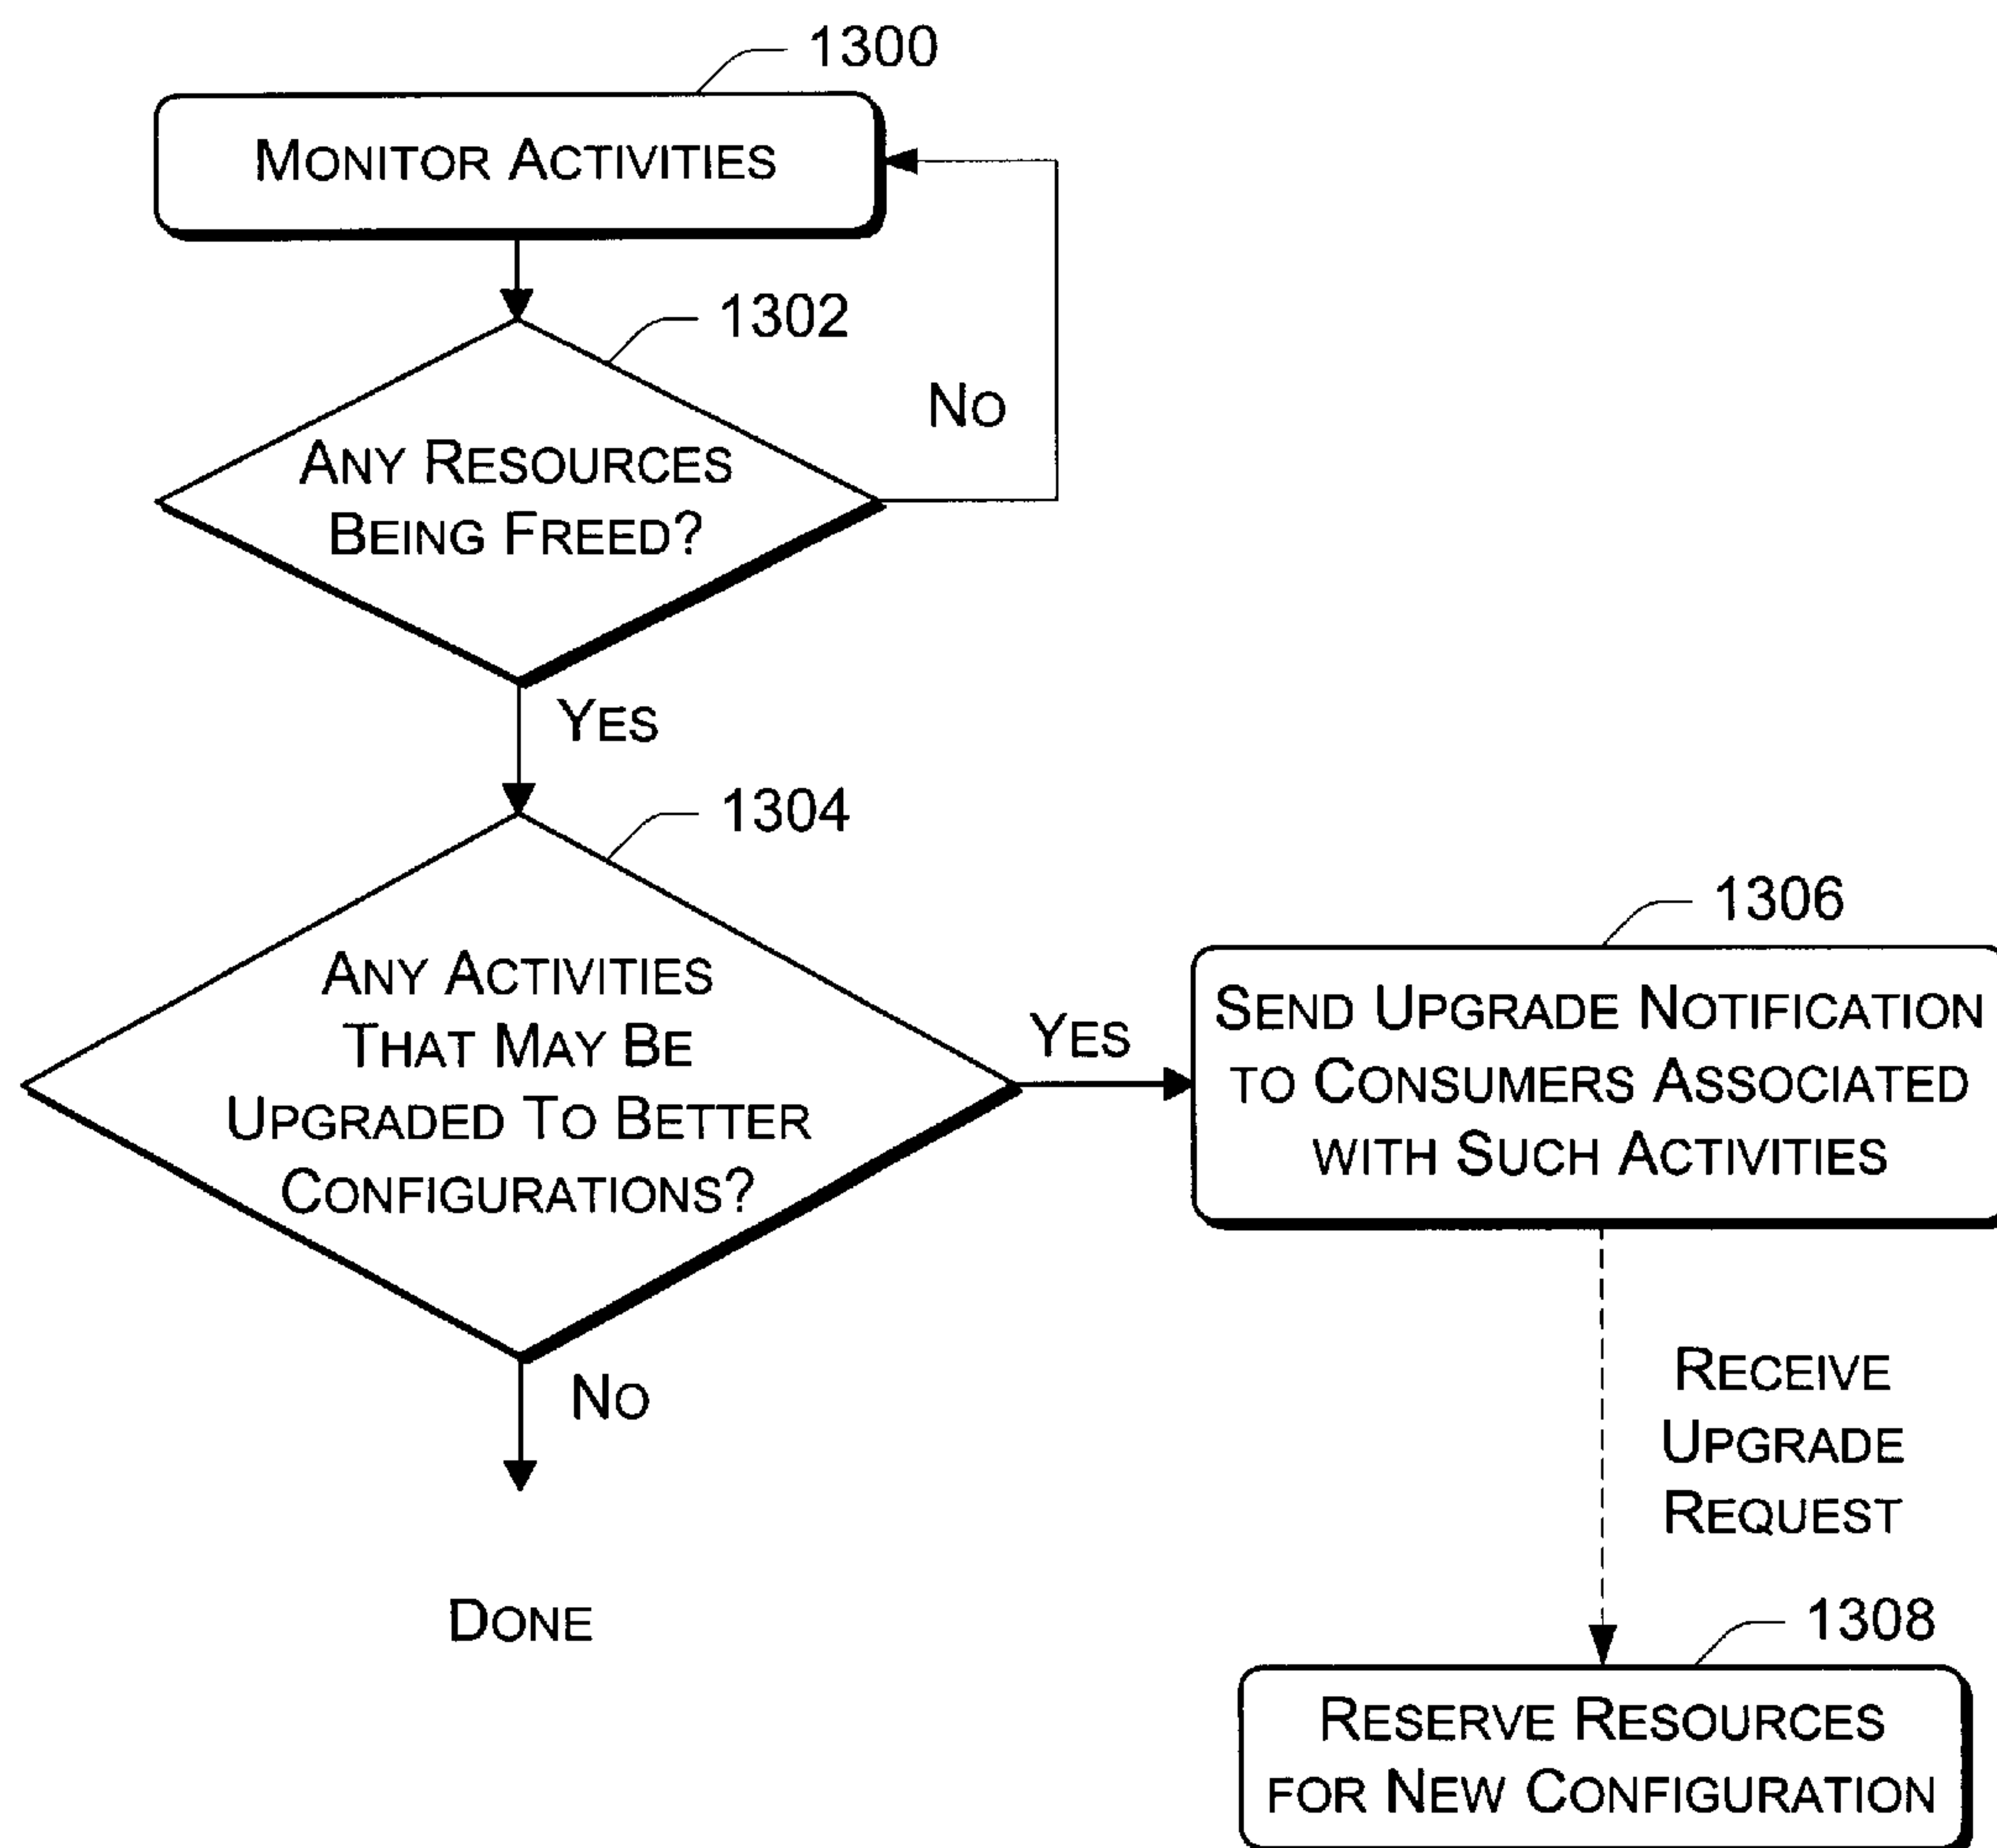 1300
MONITOR ACTIVITIES
1302
NO
ANY RESOURCES
BEING FREED?
YES
1304
ANY ACTIVITIES
THAT MAY BE
UPGRADED TO BETTER
CONFIGURATIONS?
YES
1306
SEND UPGRADE NOTIFICATION
TO CONSUMERS ASSOCIATED
WITH SUCH ACTIVITIES
NO
DONE
RECEIVE
UPGRADE
REQUEST
1308
RESERVE RESOURCES
FOR NEW CONFIGURATION